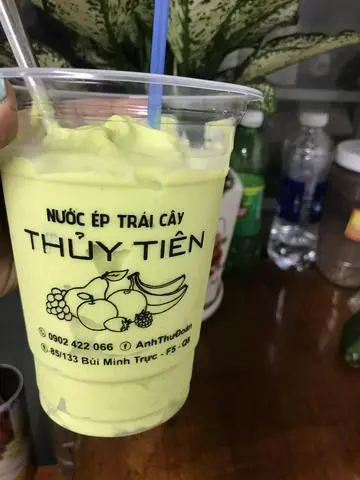 NƯỚC ÉP TRÁI CÂY
THỦY TIÊN
0902 422 066 AnhThưĐoàn
85/133 Bùi Minh Trực - F5 - Q8